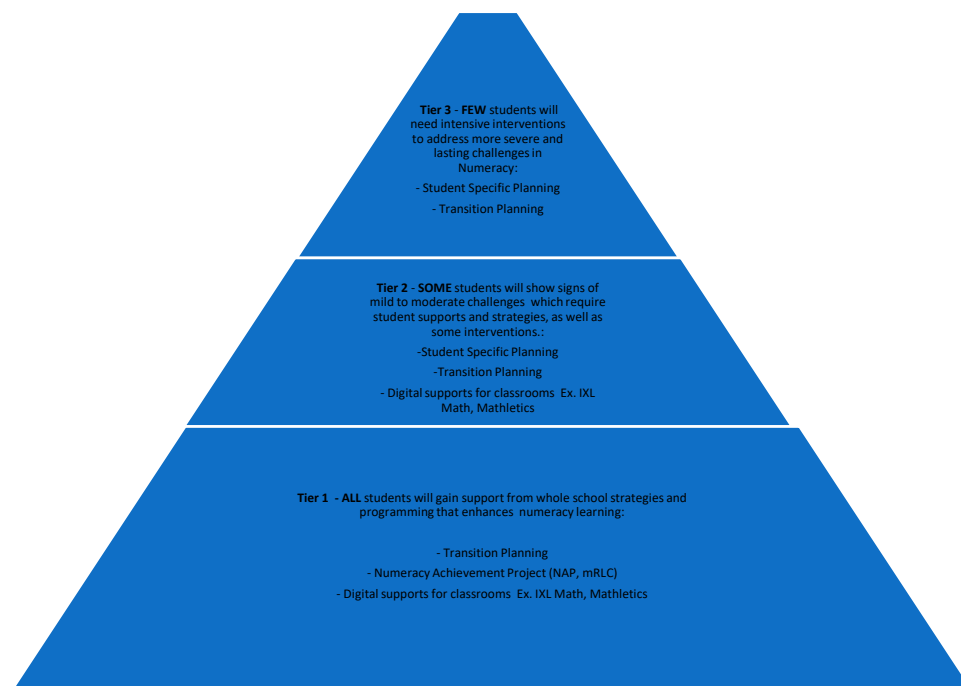 Tier 3 - FEW students will
need intensive interventions
to address more severe and
lasting challenges in
Numeracy:
- Student Specific Planning
- Transition Planning
Tier 2 - SOME students will show signs of
mild to moderate challenges which require
student supports and strategies, as well as
some interventions.:
-Student Specific Planning
-Transition Planning
- Digital supports for classrooms Ex. IXL
Math, Mathletics
Tier 1 - ALL students will gain support from whole school strategies and
programming that enhances numeracy learning:
- Transition Planning
- Numeracy Achievement Project (NAP, mRLC)
- Digital supports for classrooms Ex. IXL Math, Mathletics